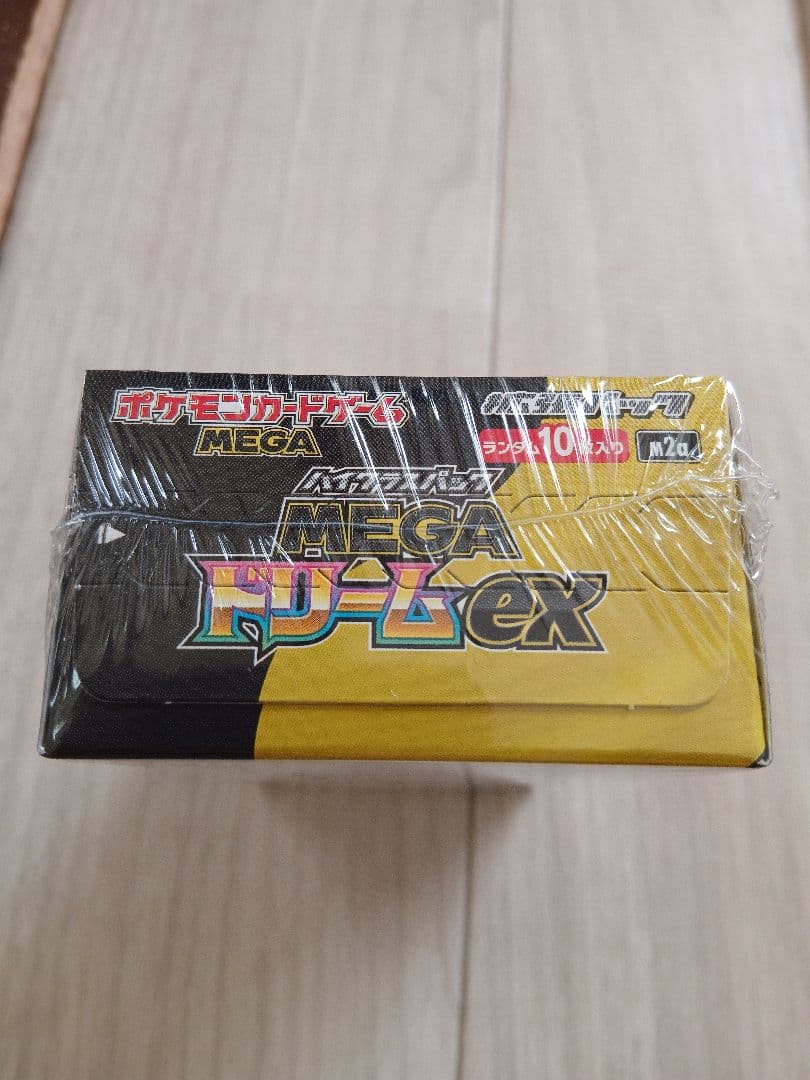 ポケモンカードゲーム
MEGA
ハイクラスパック
ランダム10枚入り
M2a
ハイクラスパック
MEGA
ドリームex